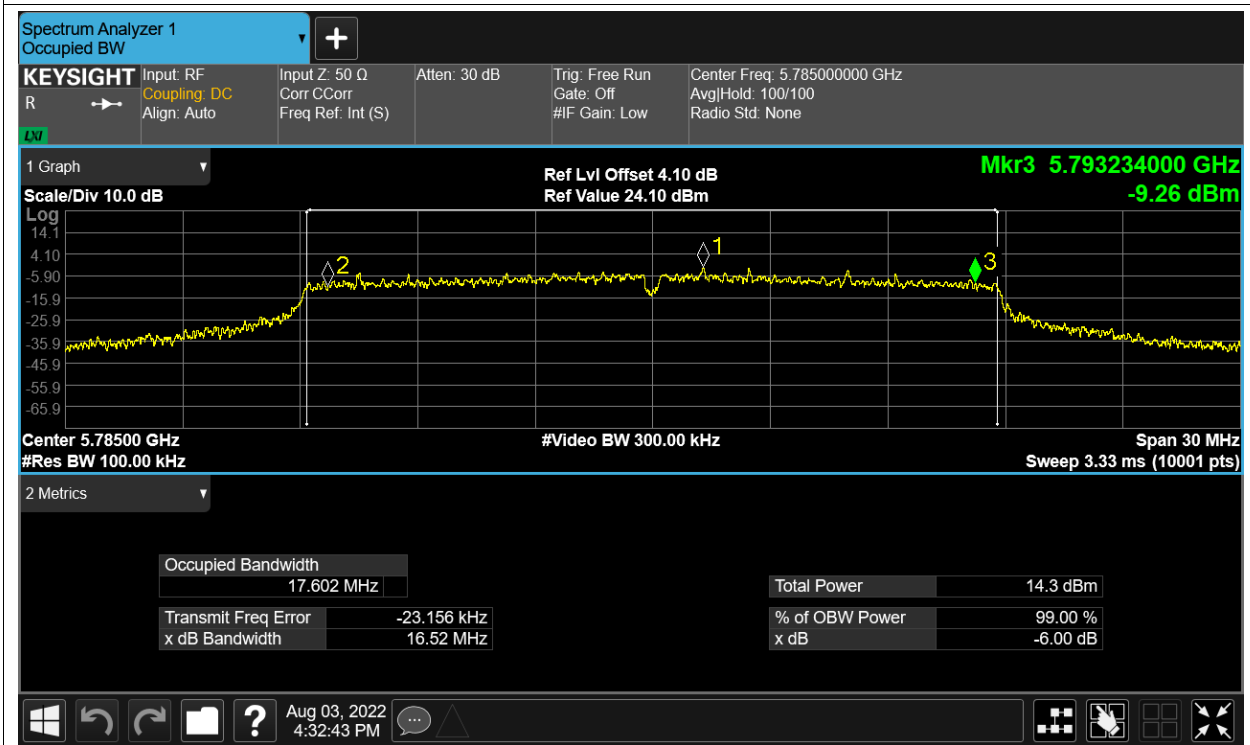 Spectrum Analyzer 1
Occupied BW
KEYSIGHT
R
LXI
Input: RF
Coupling: DC
Align: Auto
Input Z: 50 Ω
Corr CCorr
Freq Ref: Int (S)
Atten: 30 dB
Trig: Free Run
Gate: Off
#IF Gain: Low
Center Freq: 5.785000000 GHz
Avg|Hold: 100/100
Radio Std: None
1 Graph
Scale/Div 10.0 dB
Ref Lvl Offset 4.10 dB
Ref Value 24.10 dBm
Mkr3 5.793234000 GHz
-9.26 dBm
Log
14.1
4.10
-5.90
-15.9
-25.9
-35.9
-45.9
-55.9
-65.9
2
1
3
Center 5.78500 GHz
#Res BW 100.00 kHz
#Video BW 300.00 kHz
Span 30 MHz
Sweep 3.33 ms (10001 pts)
2 Metrics
Occupied Bandwidth
17.602 MHz
Transmit Freq Error -23.156 kHz
x dB Bandwidth 16.52 MHz
Total Power 14.3 dBm
% of OBW Power 99.00 %
x dB -6.00 dB
Aug 03, 2022
4:32:43 PM